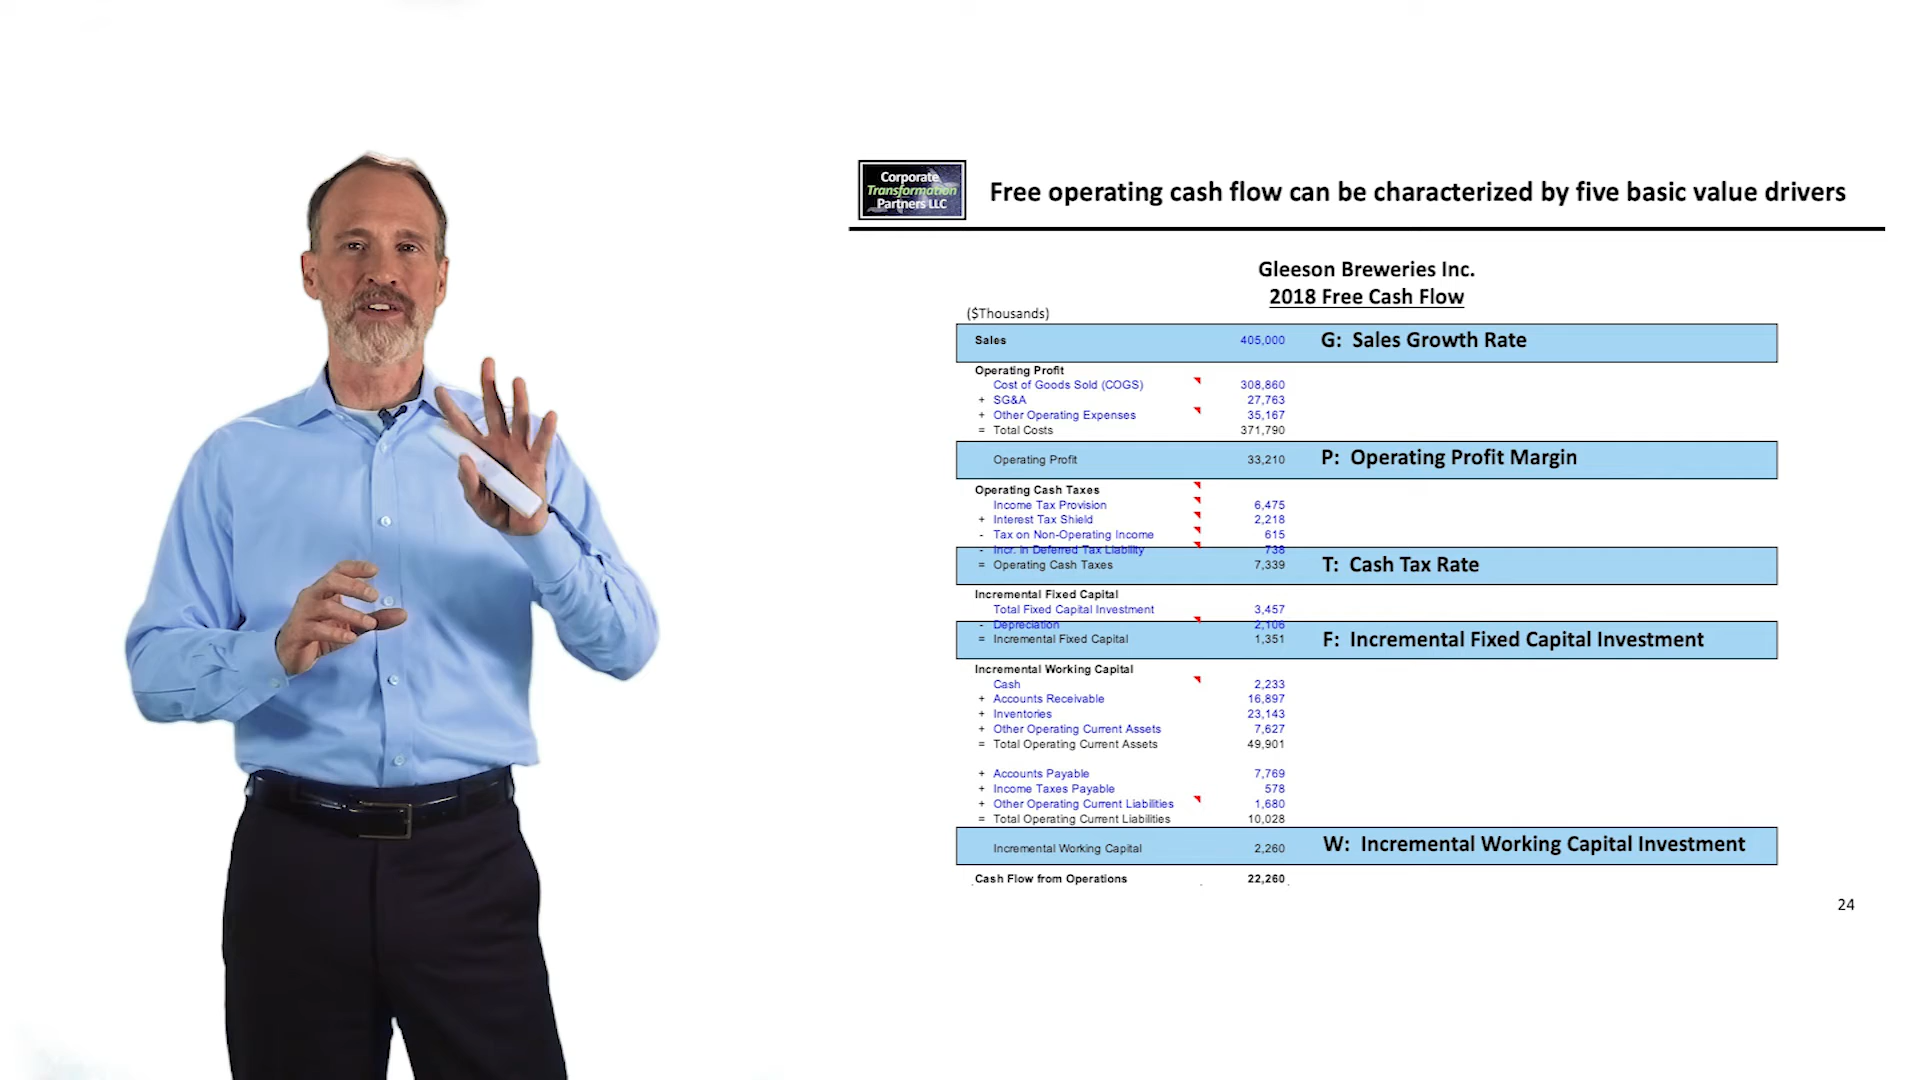 Corporate
Transformation
Partners LLC
Free operating cash flow can be characterized by five basic value drivers
Gleeson Breweries Inc.
2018 Free Cash Flow
($Thousands)
Sales 405,000 G: Sales Growth Rate
Operating Profit
Cost of Goods Sold (COGS) 308,860
+ SG&A 27,763
+ Other Operating Expenses 35,167
= Total Costs 371,790
Operating Profit 33,210 P: Operating Profit Margin
Operating Cash Taxes
Income Tax Provision 6,475
+ Interest Tax Shield 2,218
- Tax on Non-Operating Income 615
- Incr. in Deferred Tax Liability 738
= Operating Cash Taxes 7,339 T: Cash Tax Rate
Incremental Fixed Capital
Total Fixed Capital Investment 3,457
- Depreciation 2,106
= Incremental Fixed Capital 1,351 F: Incremental Fixed Capital Investment
Incremental Working Capital
Cash 2,233
+ Accounts Receivable 16,897
+ Inventories 23,143
+ Other Operating Current Assets 7,627
= Total Operating Current Assets 49,901
+ Accounts Payable 7,769
+ Income Taxes Payable 578
+ Other Operating Current Liabilities 1,680
= Total Operating Current Liabilities 10,028
Incremental Working Capital 2,260 W: Incremental Working Capital Investment
Cash Flow from Operations 22,260
24